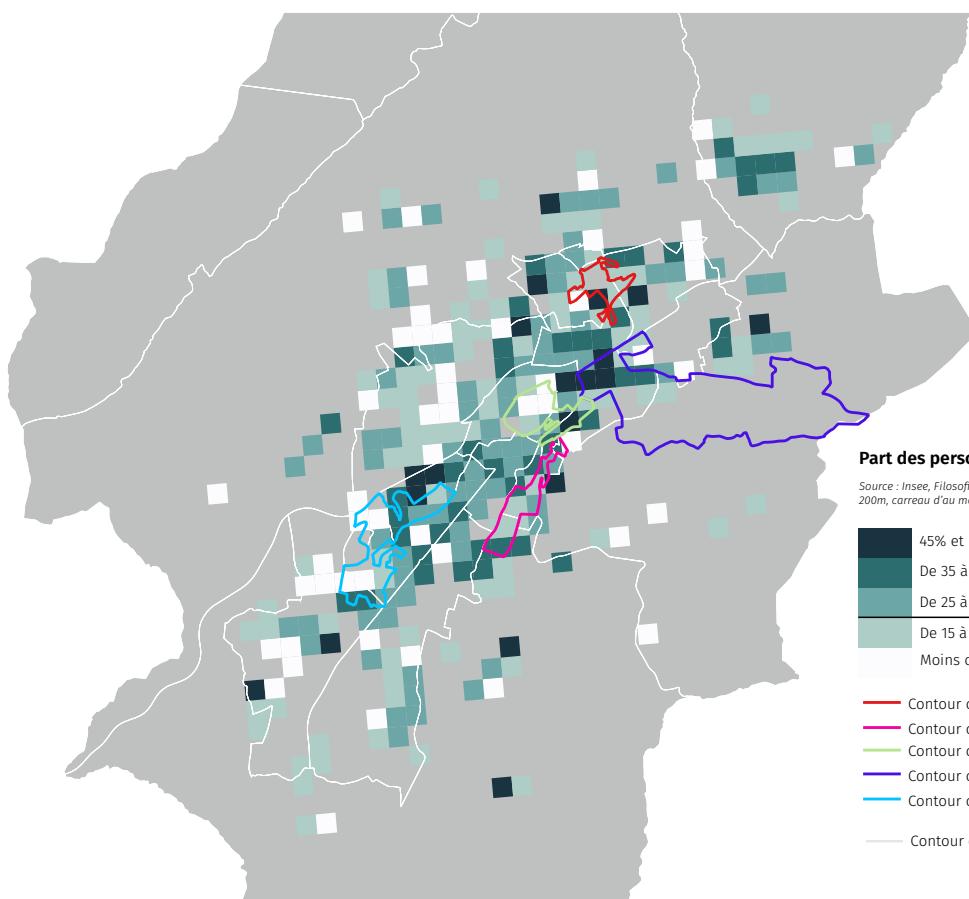 Part des perso
Source : Insee, Filosofi
200m, carreau d'au m
45% et
De 35 à
De 25 à
De 15 à
Moins d
Contour d
Contour d
Contour d
Contour d
Contour d
Contour